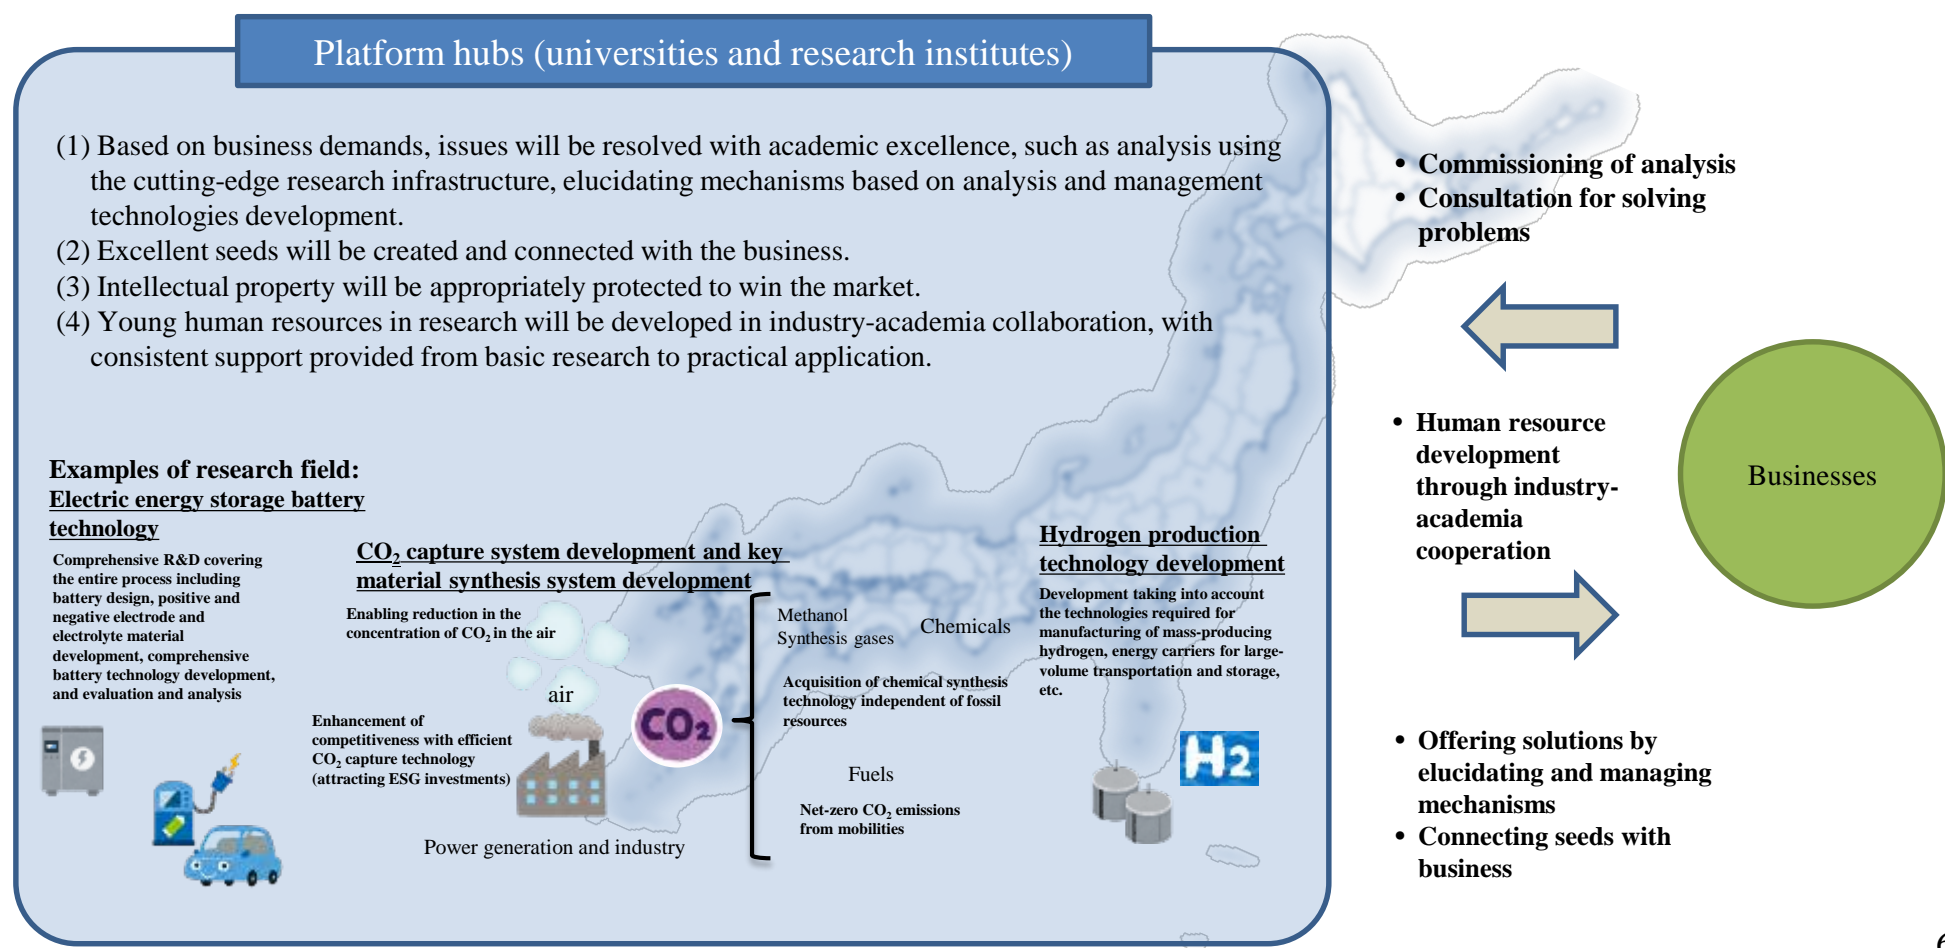 Platform hubs (universities and research institutes)
(1) Based on business demands, issues will be resolved with academic excellence, such as analysis using
the cutting-edge research infrastructure, elucidating mechanisms based on analysis and management
technologies development.
(2) Excellent seeds will be created and connected with the business.
(3) Intellectual property will be appropriately protected to win the market.
(4) Young human resources in research will be developed in industry-academia collaboration, with
consistent support provided from basic research to practical application.
Examples of research field:
Electric energy storage battery
technology
Comprehensive R&D covering
the entire process including
battery design, positive and
negative electrode and
electrolyte material
development, comprehensive
battery technology development,
and evaluation and analysis
CO₂ capture system development and key
material synthesis system development
Enabling reduction in the
concentration of CO₂ in the air
air
Enhancement of
competitiveness with efficient
CO₂ capture technology
(attracting ESG investments)
Power generation and industry
CO₂
Methanol
Synthesis gases
Chemicals
Acquisition of chemical synthesis
technology independent of fossil
resources
Fuels
Net-zero CO₂ emissions
from mobilities
Hydrogen production
technology development
Development taking into account
the technologies required for
manufacturing of mass-producing
hydrogen, energy carriers for large-
volume transportation and storage,
etc.
H2
• Commissioning of analysis
• Consultation for solving
problems
• Human resource
development
through industry-
academia
cooperation
• Offering solutions by
elucidating and managing
mechanisms
• Connecting seeds with
business
Businesses